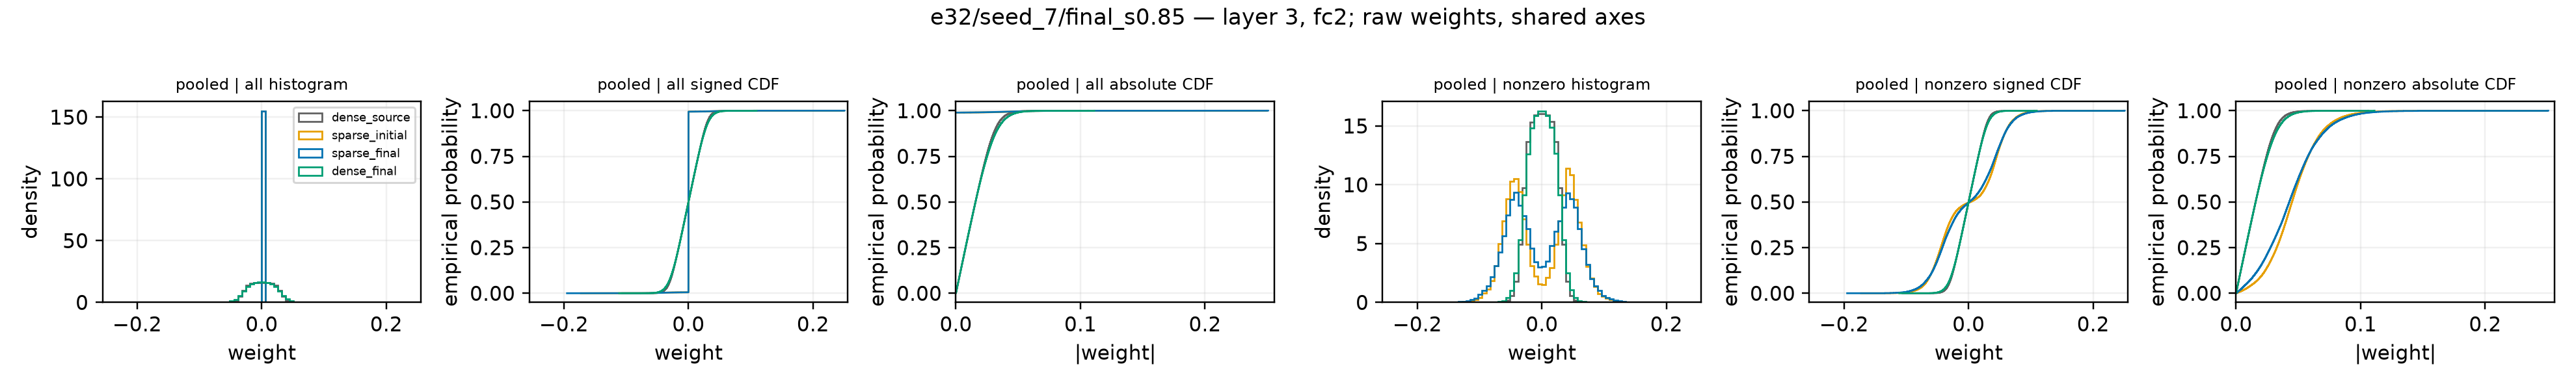 e32/seed_7/final_s0.85 — layer 3, fc2; raw weights, shared axes
pooled | all histogram
density
150
100
50
0
−0.2
0.0
0.2
weight
dense_source
sparse_initial
sparse_final
dense_final
pooled | all signed CDF
empirical probability
1.00
0.75
0.50
0.25
0.00
−0.2
0.0
0.2
weight
pooled | all absolute CDF
empirical probability
1.00
0.75
0.50
0.25
0.00
0.0
0.1
0.2
|weight|
pooled | nonzero histogram
density
15
10
5
0
−0.2
0.0
0.2
weight
pooled | nonzero signed CDF
empirical probability
1.00
0.75
0.50
0.25
0.00
−0.2
0.0
0.2
weight
pooled | nonzero absolute CDF
empirical probability
1.00
0.75
0.50
0.25
0.00
0.0
0.1
0.2
|weight|